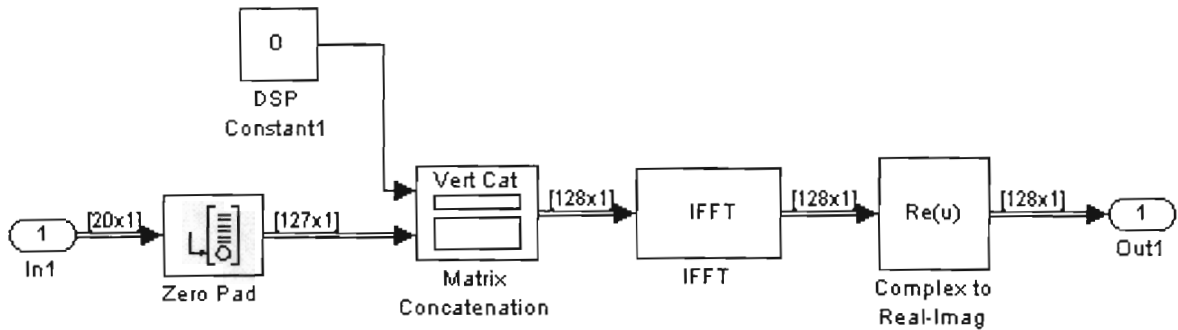 0
DSP
Constant1
1
In1
[20x1]
Zero Pad
[127x1]
Vert Cat
Matrix
Concatenation
[128x1]
IFFT
IFFT
[128x1]
Re(u)
Complex to
Real-Imag
[128x1]
1
Out1